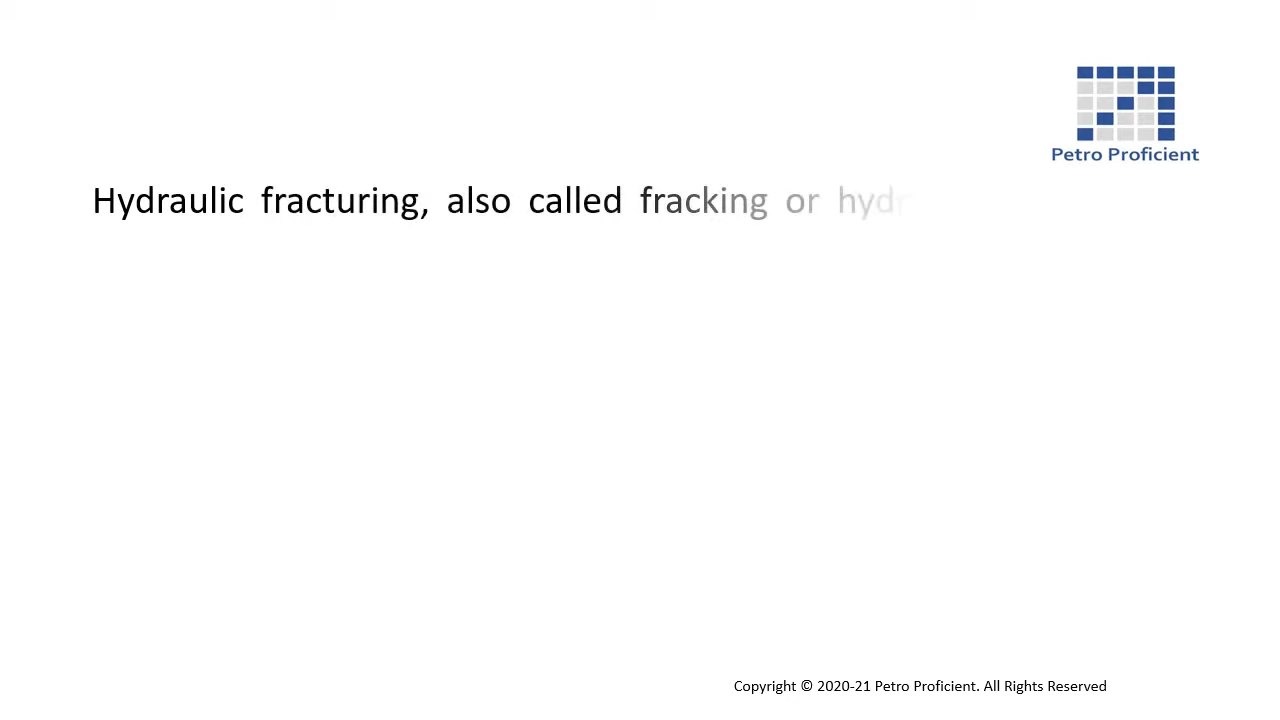 Petro Proficient
Hydraulic fracturing, also called fracking or
Copyright © 2020-21 Petro Proficient. All Rights Reserved